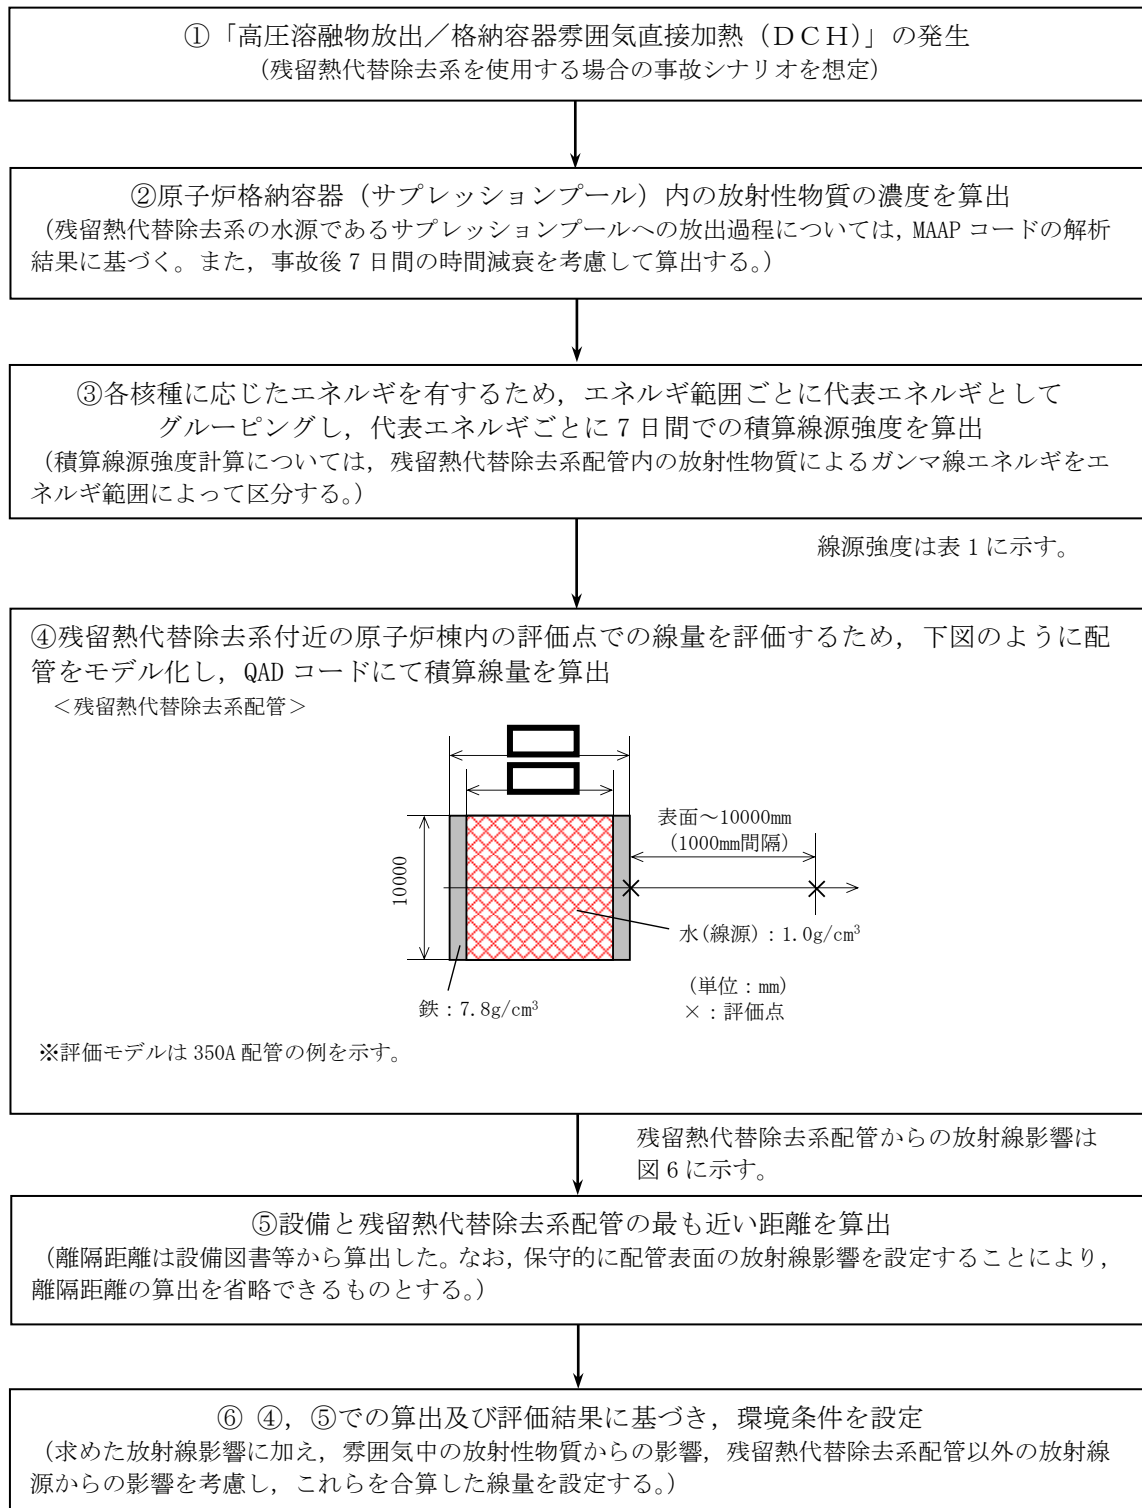 ①「高圧溶融物放出／格納容器雰囲気直接加熱（ＤＣＨ）」の発生
（残留熱代替除去系を使用する場合の事故シナリオを想定）
②原子炉格納容器（サプレッションプール）内の放射性物質の濃度を算出
（残留熱代替除去系の水源であるサプレッションプールへの放出過程については，MAAP コードの解析
結果に基づく。また，事故後 7 日間の時間減衰を考慮して算出する。）
③各核種に応じたエネルギを有するため，エネルギ範囲ごとに代表エネルギとして
グルーピングし，代表エネルギごとに 7 日間での積算線源強度を算出
（積算線源強度計算については，残留熱代替除去系配管内の放射性物質によるガンマ線エネルギをエ
ネルギ範囲によって区分する。）
線源強度は表 1 に示す。
④残留熱代替除去系付近の原子炉棟内の評価点での線量を評価するため，下図のように配
管をモデル化し，QAD コードにて積算線量を算出
＜残留熱代替除去系配管＞
表面～10000mm
（1000mm間隔）
10000
水(線源)：1.0g/cm³
鉄：7.8g/cm³
（単位：mm）
×：評価点
※評価モデルは 350A 配管の例を示す。
残留熱代替除去系配管からの放射線影響は
図 6 に示す。
⑤設備と残留熱代替除去系配管の最も近い距離を算出
（離隔距離は設備図書等から算出した。なお，保守的に配管表面の放射線影響を設定することにより，
離隔距離の算出を省略できるものとする。）
⑥ ④，⑤での算出及び評価結果に基づき，環境条件を設定
（求めた放射線影響に加え，雰囲気中の放射性物質からの影響，残留熱代替除去系配管以外の放射線
源からの影響を考慮し，これらを合算した線量を設定する。）